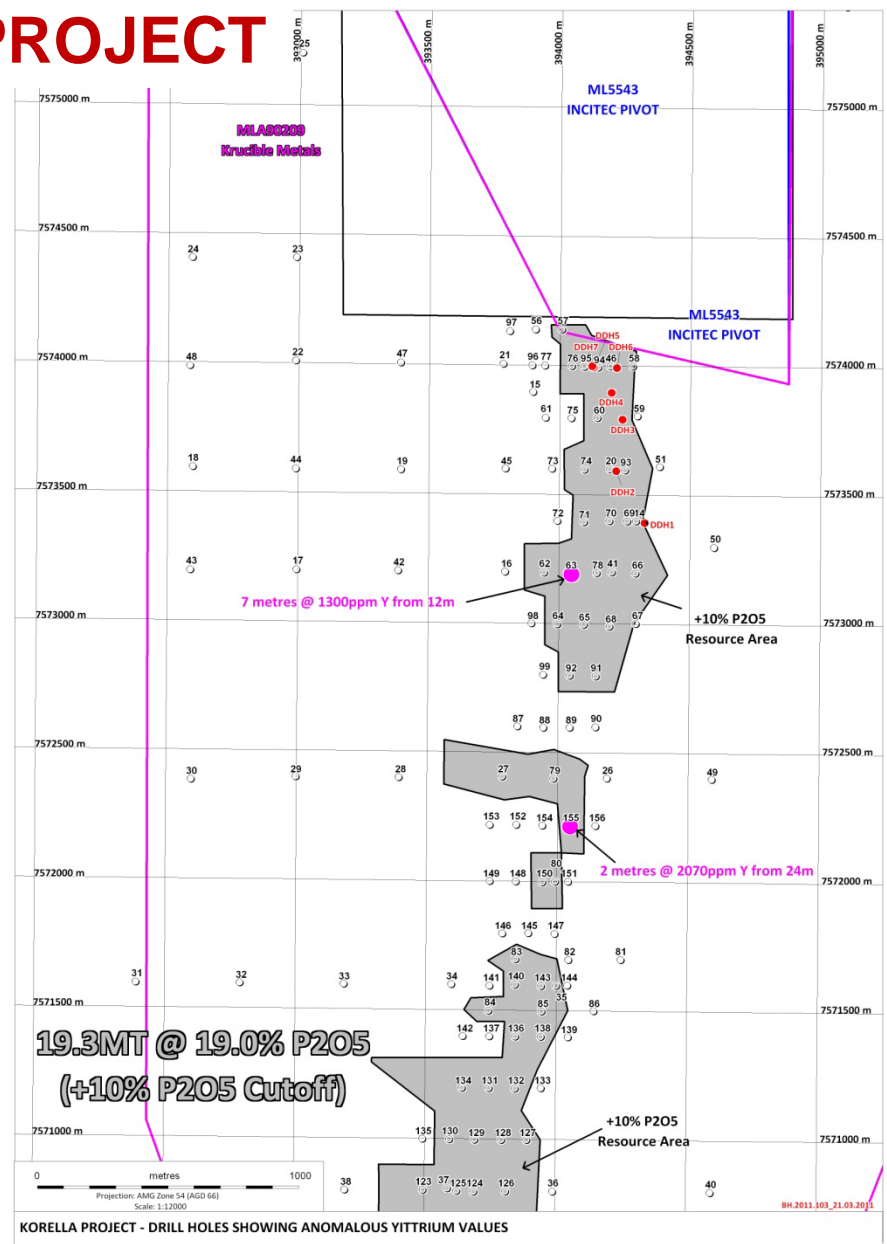 PROJECT
393000 m
393500 m
394000 m
394500 m
395000 m
25
7575000 m
7575000 m
MLA90209
Krucible Metals
ML5543
INCITEC PIVOT
7574500 m
7574500 m
24
23
ML5543
INCITEC PIVOT
97
56
57
DDH5
DDH7
DDH6
7574000 m
7574000 m
48
22
47
21
96
77
76
95
94
46
58
15
DDH4
61
75
60
59
DDH3
18
44
19
45
73
74
20
93
51
7573500 m
7573500 m
DDH2
72
71
70
69
14
DDH1
50
43
17
42
16
62
63
78
41
66
7 metres @ 1300ppm Y from 12m
+10% P2O5
Resource Area
7573000 m
7573000 m
98
64
65
68
67
99
92
91
87
88
89
90
7572500 m
7572500 m
30
29
28
27
79
26
49
153
152
154
155
156
2 metres @ 2070ppm Y from 24m
7572000 m
7572000 m
80
149
148
150
151
146
145
147
83
82
81
31
32
33
34
141
140
143
144
35
7571500 m
7571500 m
84
85
86
142
137
136
138
139
19.3MT @ 19.0% P2O5
(+10% P2O5 Cutoff)
134
131
132
133
+10% P2O5
Resource Area
7571000 m
7571000 m
135
130
129
128
127
38
123
37
125
124
126
36
40
0
metres
1000
Projection: AMG Zone 54 (AGD 66)
Scale: 1:12000
BH.2011.103_21.03.2011
KORELLA PROJECT - DRILL HOLES SHOWING ANOMALOUS YITTRIUM VALUES